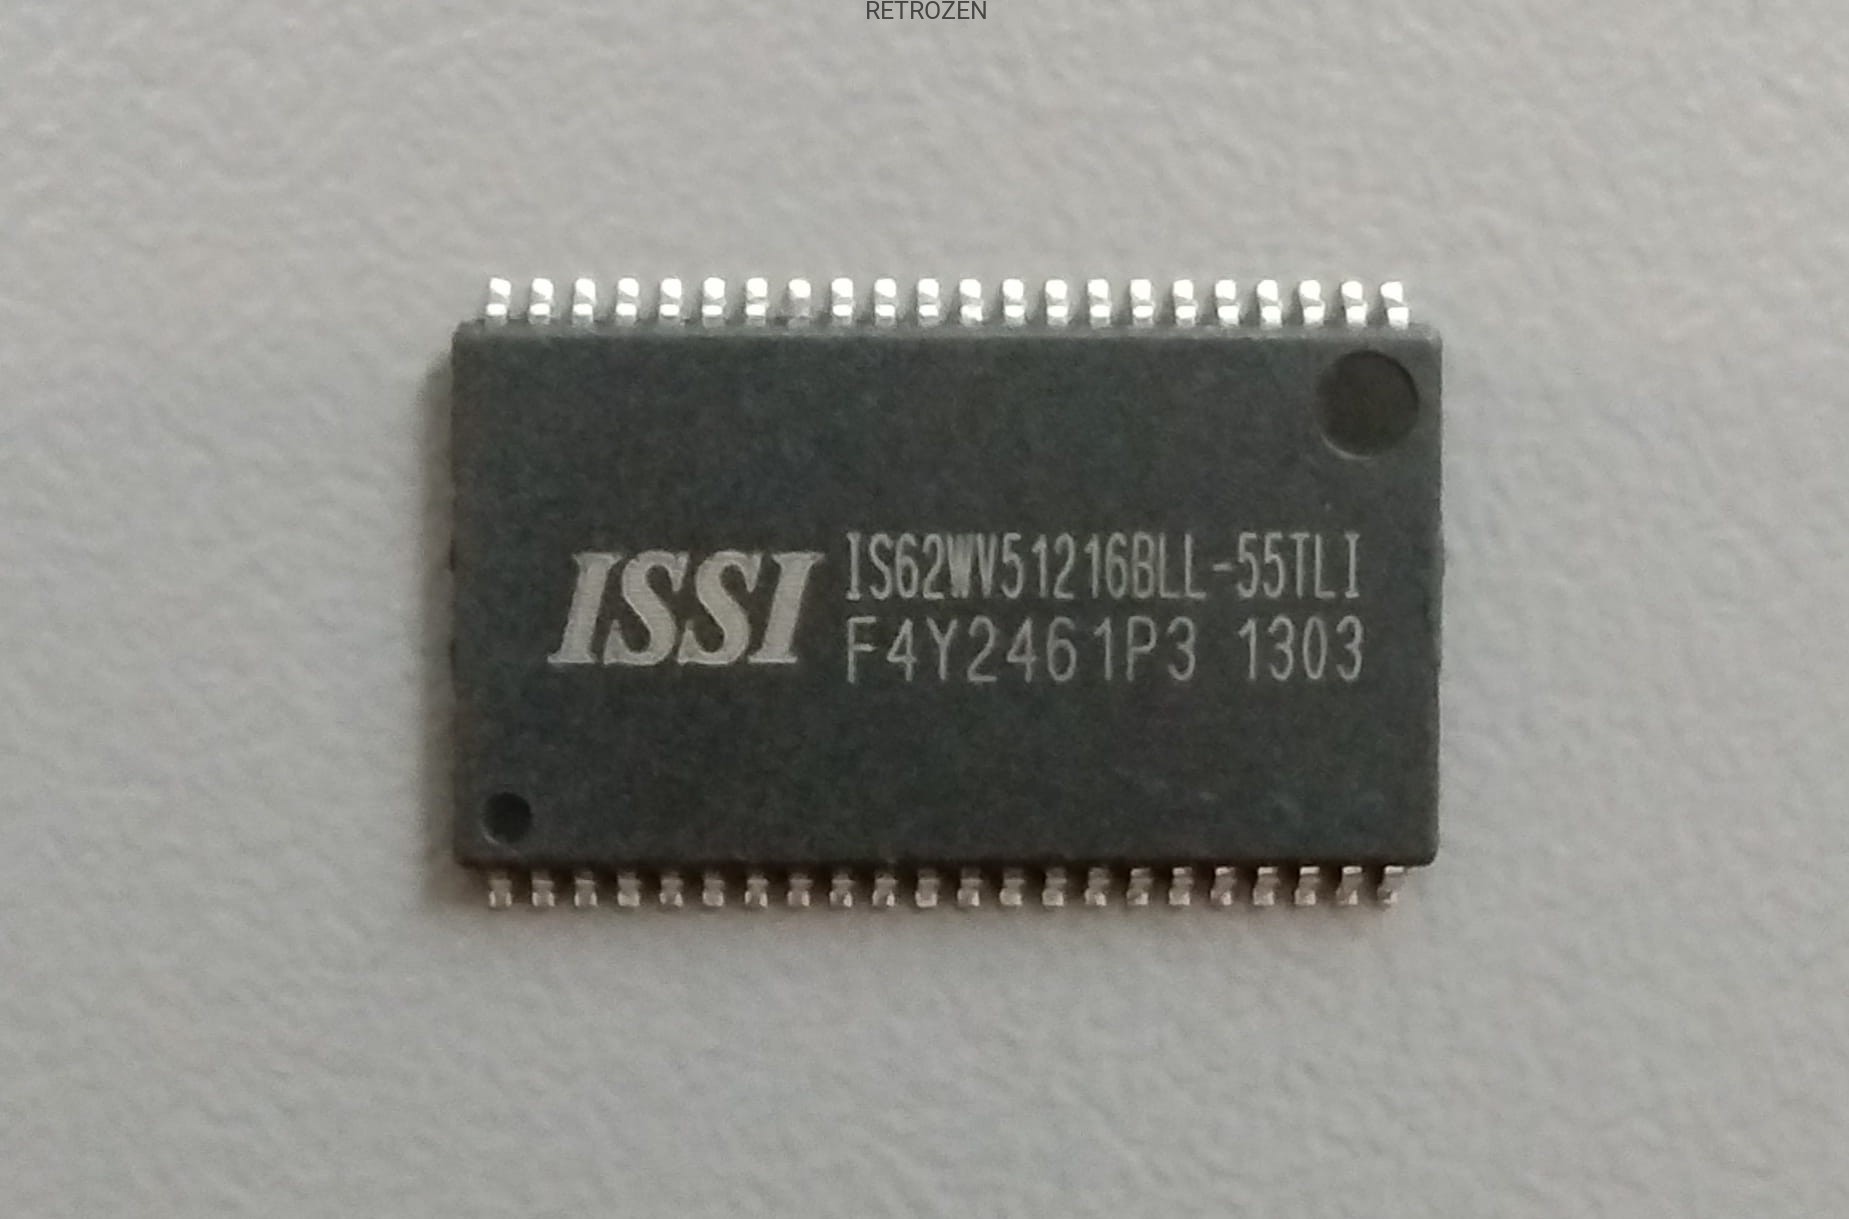 RETROZEN
ISSI
IS62WV51216BLL-55TLI
F4Y2461P3 1303